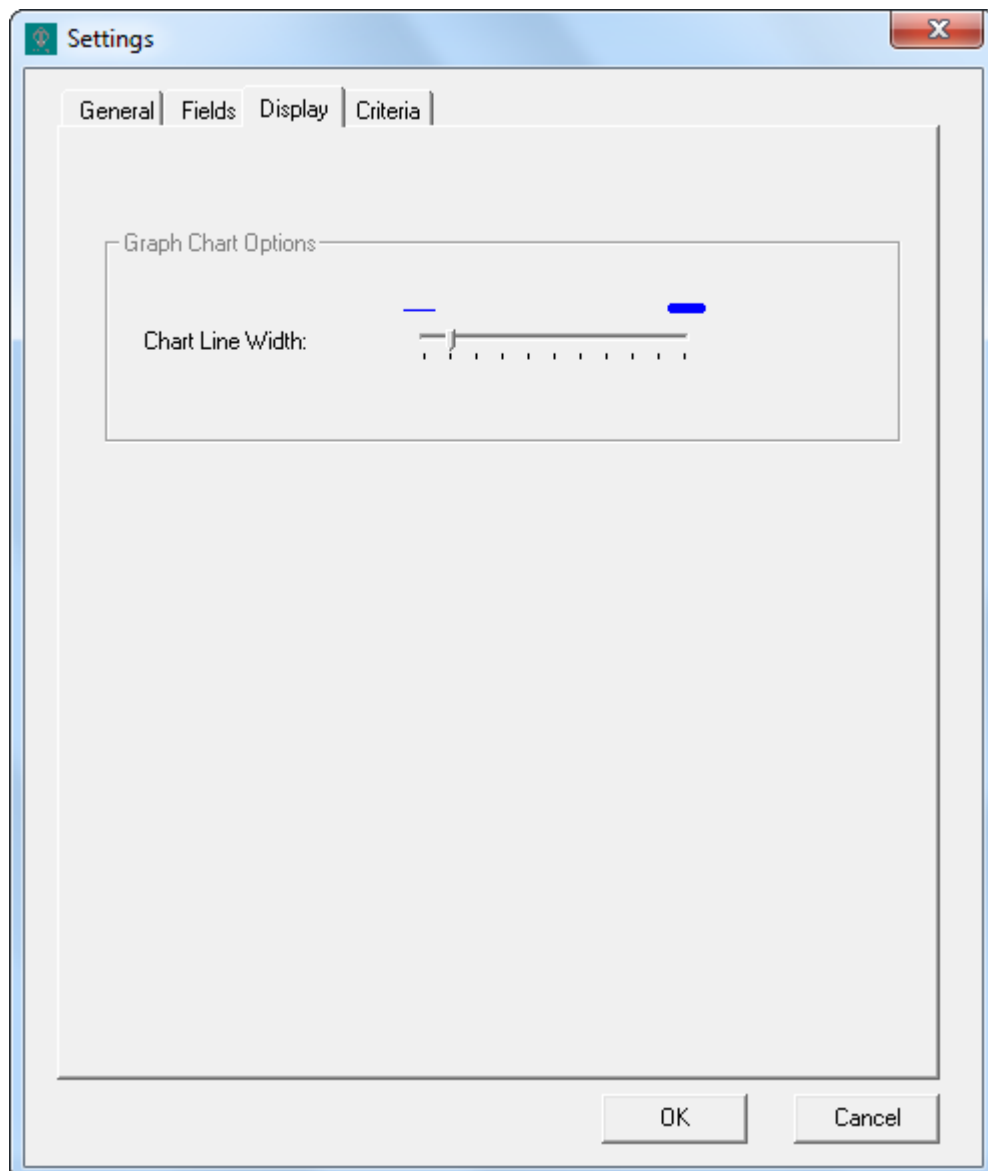 Settings
General Fields Display Criteria
Graph Chart Options
Chart Line Width:
OK Cancel